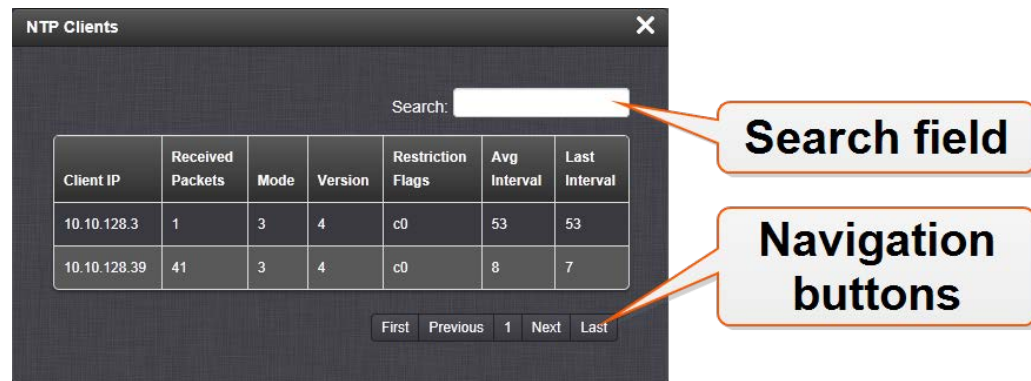 NTP Clients
Search:
Search field
Client IP Received Packets Mode Version Restriction Flags Avg Interval Last Interval
10.10.128.3 1 3 4 c0 53 53
10.10.128.39 41 3 4 c0 8 7
Navigation
buttons
First Previous 1 Next Last